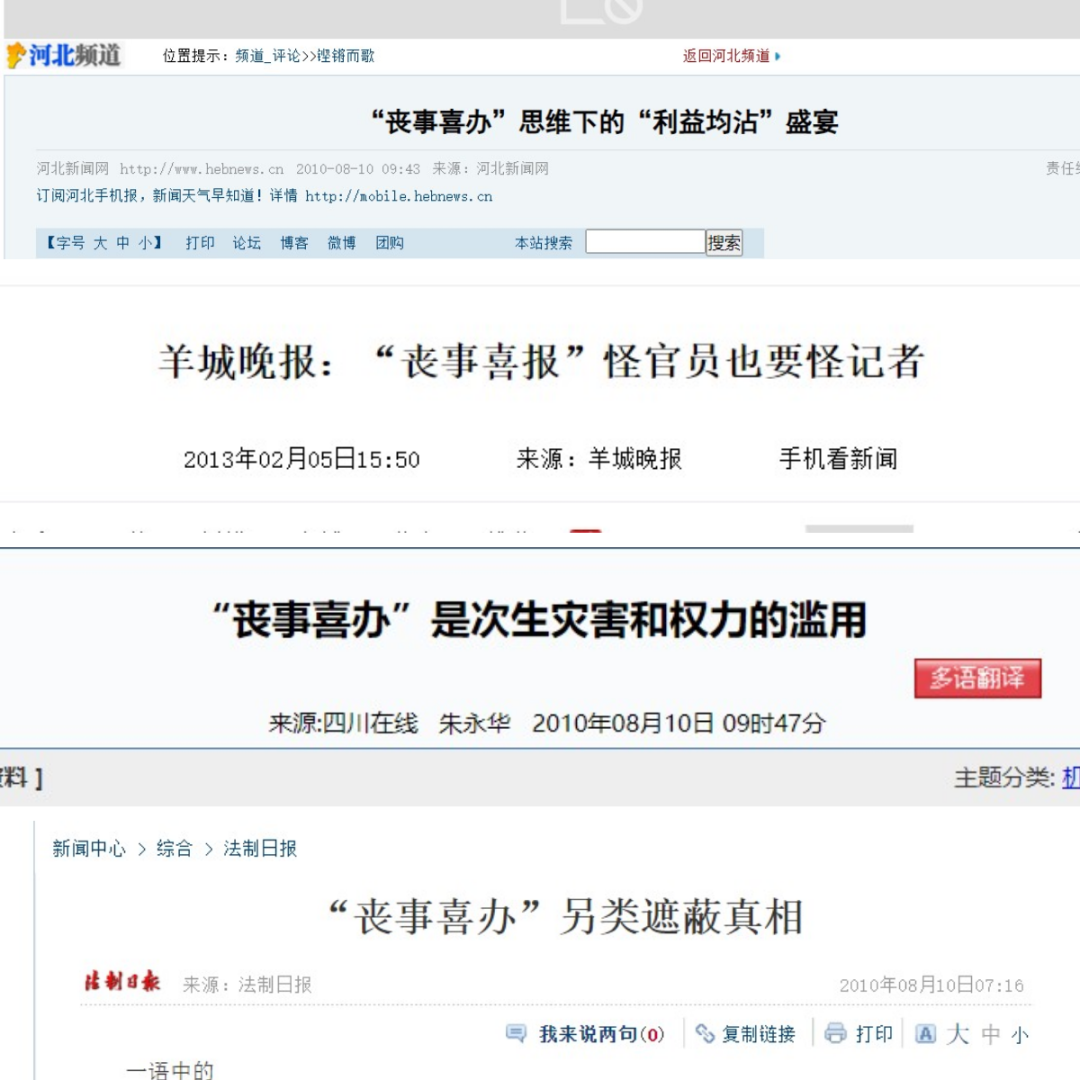 河北频道 位置提示：频道_评论>>铿锵而歌 返回河北频道
“丧事喜办”思维下的“利益均沾”盛宴
河北新闻网 http://www.hebnews.cn 2010-08-10 09:43 来源：河北新闻网 责任
订阅河北手机报，新闻天气早知道！详情 http://mobile.hebnews.cn
【字号 大 中 小】 打印 论坛 博客 微博 团购 本站搜索 搜索
羊城晚报：“丧事喜报”怪官员也要怪记者
2013年02月05日15:50 来源：羊城晚报 手机看新闻
“丧事喜办”是次生灾害和权力的滥用
多语翻译
来源:四川在线 朱永华 2010年08月10日 09时47分
料 ] 主题分类: 机
新闻中心 > 综合 > 法制日报
“丧事喜办”另类遮蔽真相
法制日报 来源：法制日报 2010年08月10日07:16
我来说两句(0) 复制链接 打印 A 大 中 小
一语中的